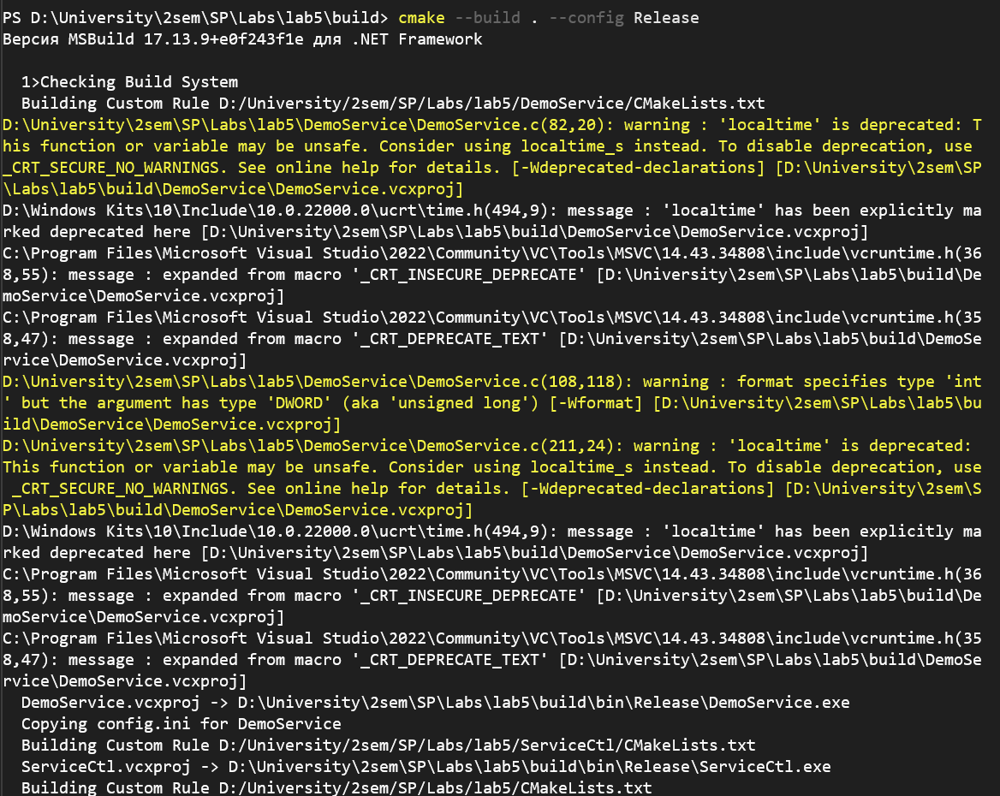 PS D:\University\2sem\SP\Labs\lab5\build> cmake --build . --config Release
Версия MSBuild 17.13.9+e0f243f1e для .NET Framework
1>Checking Build System
Building Custom Rule D:/University/2sem/SP/Labs/lab5/DemoService/CMakeLists.txt
D:\University\2sem\SP\Labs\lab5\DemoService\DemoService.c(82,20): warning : 'localtime' is deprecated: T
his function or variable may be unsafe. Consider using localtime_s instead. To disable deprecation, use
_CRT_SECURE_NO_WARNINGS. See online help for details. [-Wdeprecated-declarations] [D:\University\2sem\SP
\Labs\lab5\build\DemoService\DemoService.vcxproj]
D:\Windows Kits\10\Include\10.0.22000.0\ucrt\time.h(494,9): message : 'localtime' has been explicitly ma
rked deprecated here [D:\University\2sem\SP\Labs\lab5\build\DemoService\DemoService.vcxproj]
C:\Program Files\Microsoft Visual Studio\2022\Community\VC\Tools\MSVC\14.43.34808\include\vcruntime.h(36
8,55): message : expanded from macro '_CRT_INSECURE_DEPRECATE' [D:\University\2sem\SP\Labs\lab5\build\De
moService\DemoService.vcxproj]
C:\Program Files\Microsoft Visual Studio\2022\Community\VC\Tools\MSVC\14.43.34808\include\vcruntime.h(35
8,47): message : expanded from macro '_CRT_DEPRECATE_TEXT' [D:\University\2sem\SP\Labs\lab5\build\DemoSe
rvice\DemoService.vcxproj]
D:\University\2sem\SP\Labs\lab5\DemoService\DemoService.c(108,118): warning : format specifies type 'int
' but the argument has type 'DWORD' (aka 'unsigned long') [-Wformat] [D:\University\2sem\SP\Labs\lab5\bu
ild\DemoService\DemoService.vcxproj]
D:\University\2sem\SP\Labs\lab5\DemoService\DemoService.c(211,24): warning : 'localtime' is deprecated:
This function or variable may be unsafe. Consider using localtime_s instead. To disable deprecation, use
_CRT_SECURE_NO_WARNINGS. See online help for details. [-Wdeprecated-declarations] [D:\University\2sem\S
P\Labs\lab5\build\DemoService\DemoService.vcxproj]
D:\Windows Kits\10\Include\10.0.22000.0\ucrt\time.h(494,9): message : 'localtime' has been explicitly ma
rked deprecated here [D:\University\2sem\SP\Labs\lab5\build\DemoService\DemoService.vcxproj]
C:\Program Files\Microsoft Visual Studio\2022\Community\VC\Tools\MSVC\14.43.34808\include\vcruntime.h(36
8,55): message : expanded from macro '_CRT_INSECURE_DEPRECATE' [D:\University\2sem\SP\Labs\lab5\build\De
moService\DemoService.vcxproj]
C:\Program Files\Microsoft Visual Studio\2022\Community\VC\Tools\MSVC\14.43.34808\include\vcruntime.h(35
8,47): message : expanded from macro '_CRT_DEPRECATE_TEXT' [D:\University\2sem\SP\Labs\lab5\build\DemoSe
rvice\DemoService.vcxproj]
DemoService.vcxproj -> D:\University\2sem\SP\Labs\lab5\build\bin\Release\DemoService.exe
Copying config.ini for DemoService
Building Custom Rule D:/University/2sem/SP/Labs/lab5/ServiceCtl/CMakeLists.txt
ServiceCtl.vcxproj -> D:\University\2sem\SP\Labs\lab5\build\bin\Release\ServiceCtl.exe
Building Custom Rule D:/University/2sem/SP/Labs/lab5/CMakeLists.txt